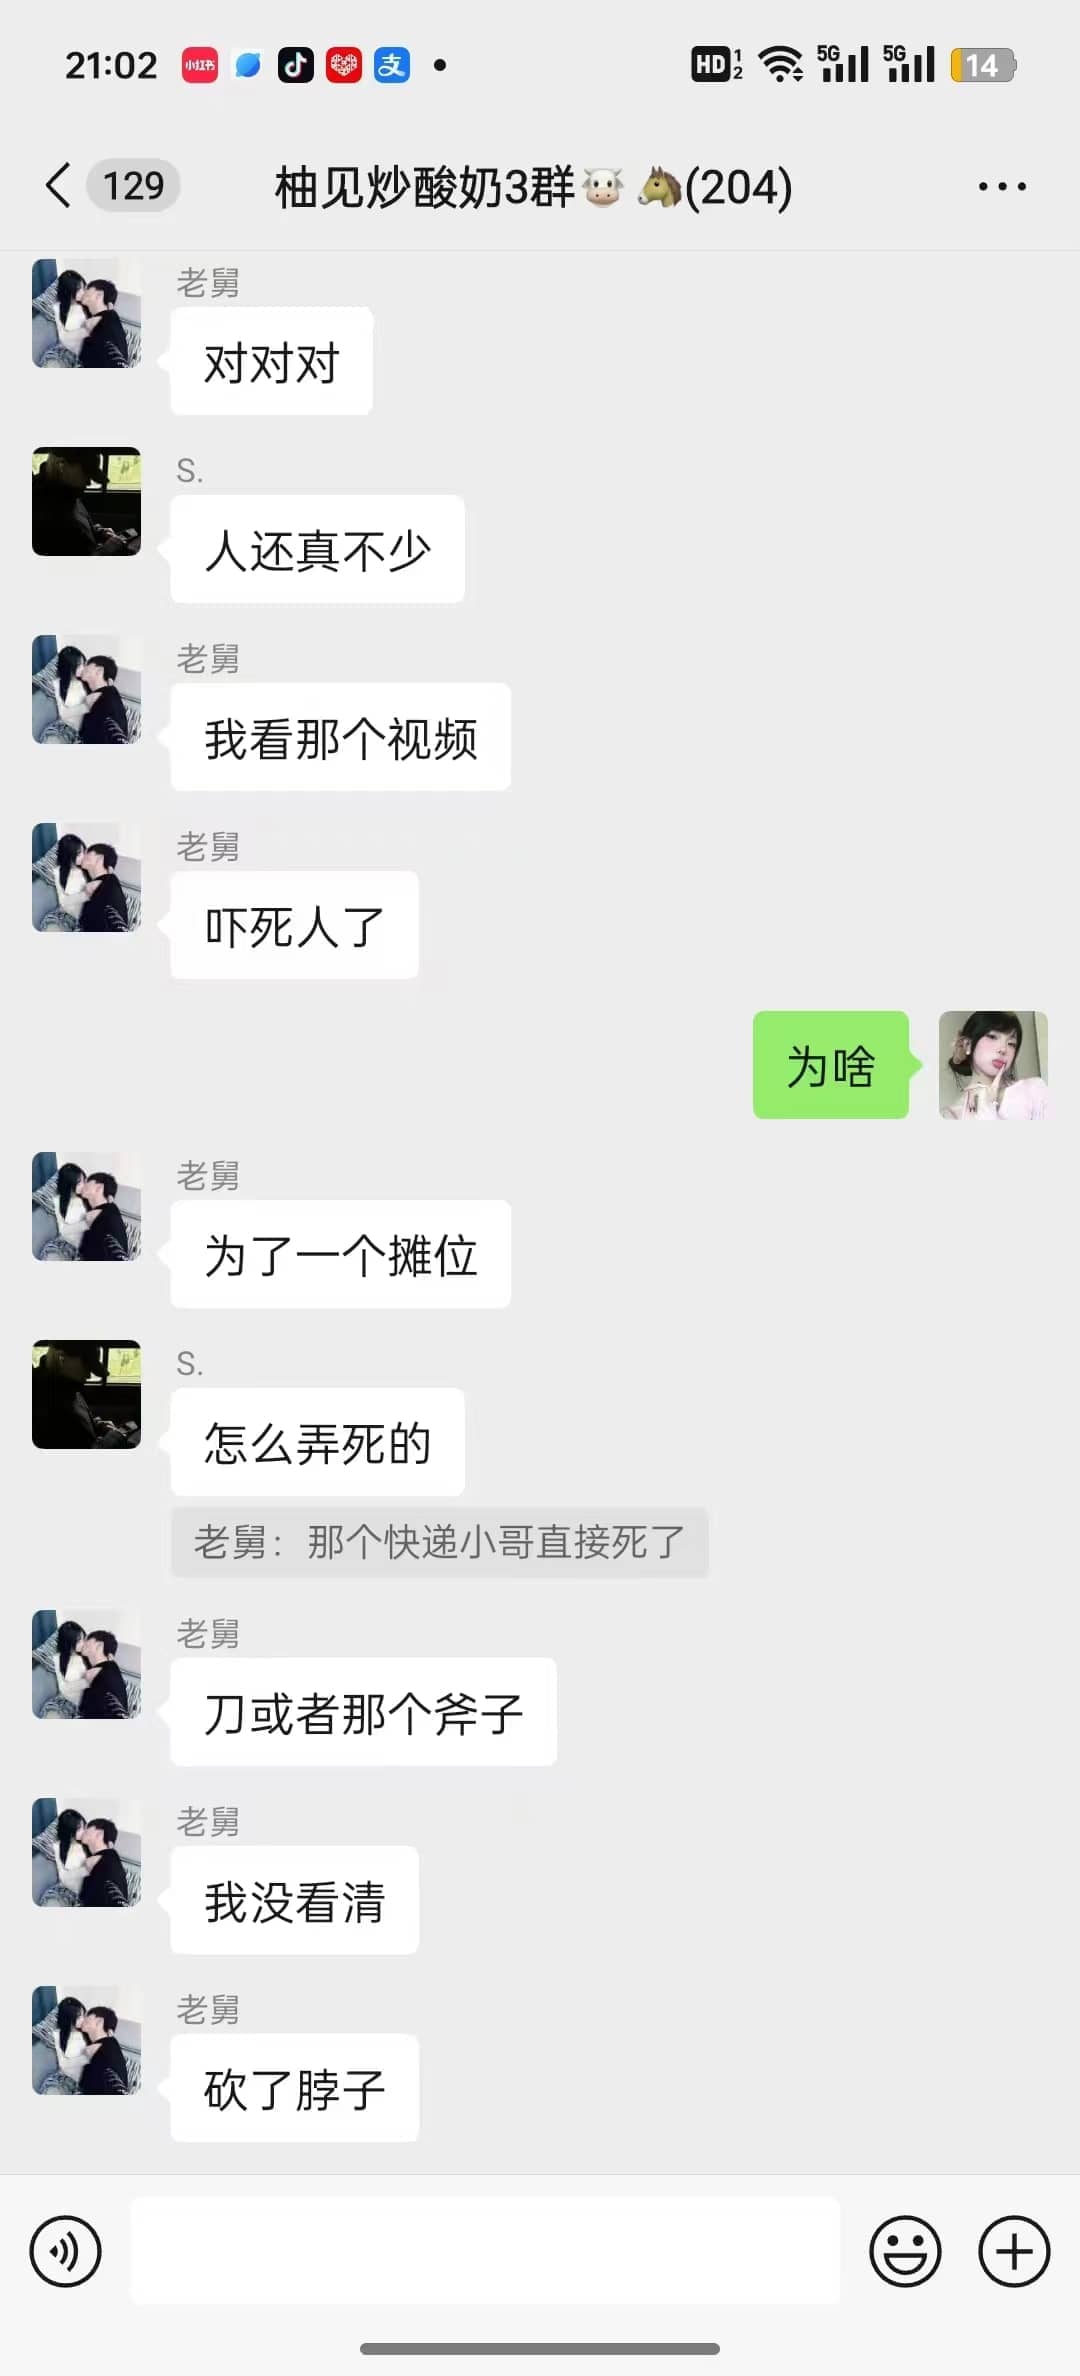 21:02
小红书
支
HD 1 2
5G
5G
14
129
柚见炒酸奶3群🐮🐴(204)
老舅
对对对
S.
人还真不少
老舅
我看那个视频
老舅
吓死人了
为啥
老舅
为了一个摊位
S.
怎么弄死的
老舅：那个快递小哥直接死了
老舅
刀或者那个斧子
老舅
我没看清
老舅
砍了脖子